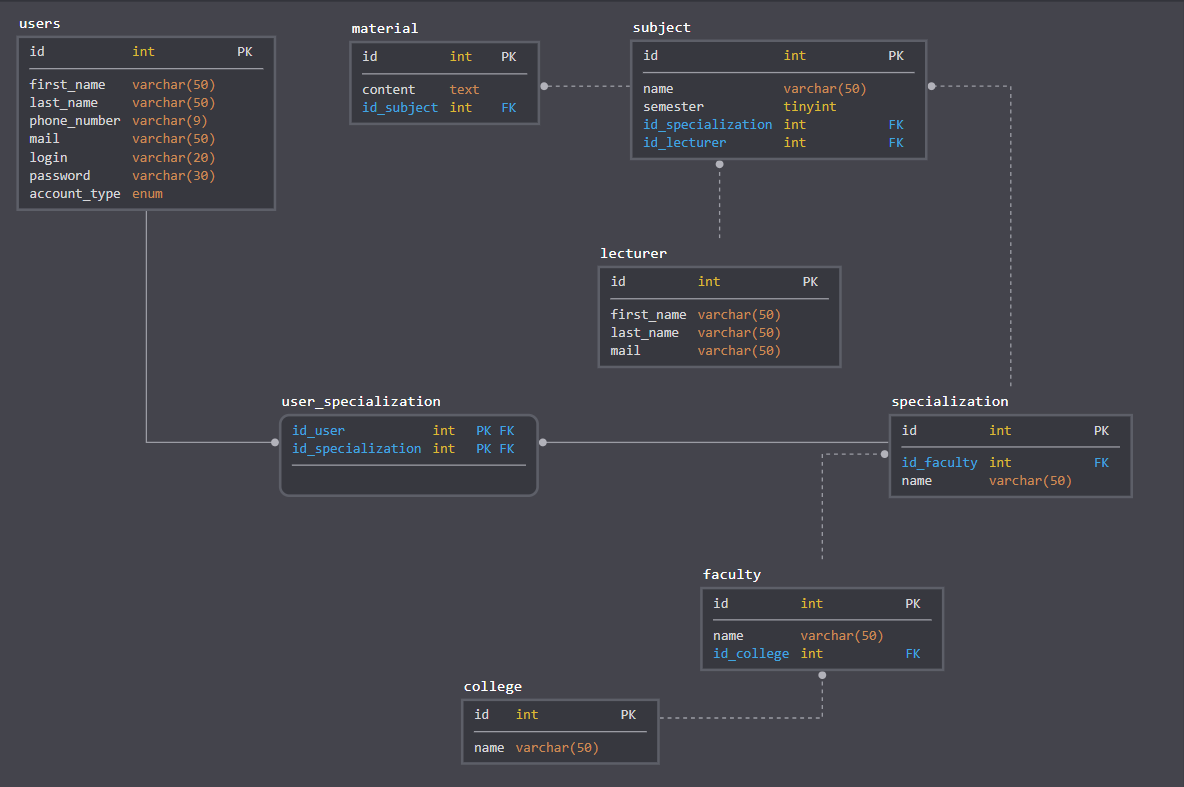 users
id int PK
first_name varchar(50)
last_name varchar(50)
phone_number varchar(9)
mail varchar(50)
login varchar(20)
password varchar(30)
account_type enum
material
id int PK
content text
id_subject int FK
subject
id int PK
name varchar(50)
semester tinyint
id_specialization int FK
id_lecturer int FK
lecturer
id int PK
first_name varchar(50)
last_name varchar(50)
mail varchar(50)
user_specialization
id_user int PK FK
id_specialization int PK FK
specialization
id int PK
id_faculty int FK
name varchar(50)
faculty
id int PK
name varchar(50)
id_college int FK
college
id int PK
name varchar(50)